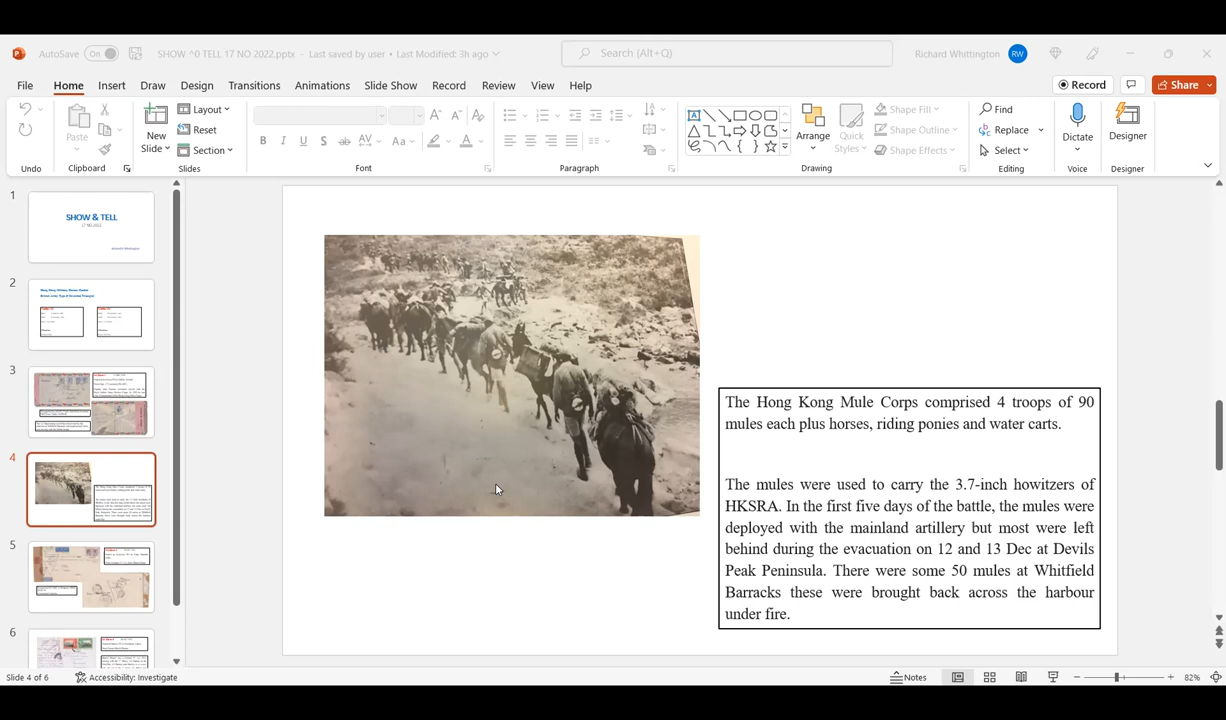 AutoSave On SHOW ^0 TELL 17 NO 2022.pptx - Last saved by user • Last Modified: 3h ago Search (Alt+Q) Richard Whittington RW
File Home Insert Draw Design Transitions Animations Slide Show Record Review View Help Record Share
Paste
New Slide
Layout
Reset
Section
B I U S ab AV Aa A
Arrange
Quick Styles
Shape Fill
Shape Outline
Shape Effects
Find
Replace
Select
Dictate
Designer
Undo Clipboard Slides Font Paragraph Drawing Editing Voice Designer
1
SHOW & TELL
17 NO 2022
2
3
4
5
6
The Hong Kong Mule Corps comprised 4 troops of 90
mules each plus horses, riding ponies and water carts.
The mules were used to carry the 3.7-inch howitzers of
HKSRA. In the first five days of the battle, the mules were
deployed with the mainland artillery but most were left
behind during the evacuation on 12 and 13 Dec at Devils
Peak Peninsula. There were some 50 mules at Whitfield
Barracks these were brought back across the harbour
under fire.
Slide 4 of 6 Accessibility: Investigate Notes 82%